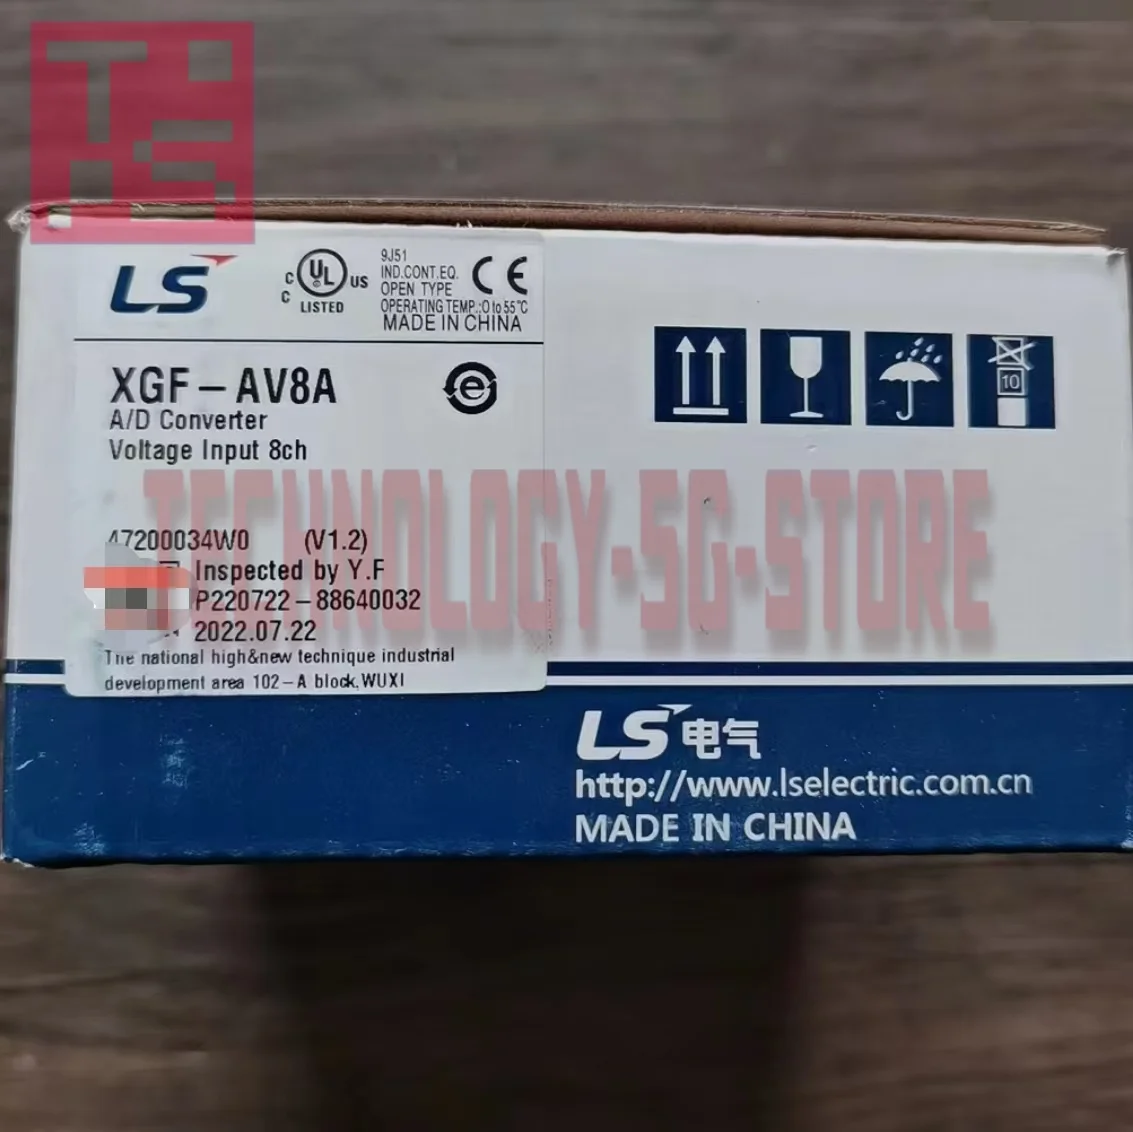 LS
C UL US
C LISTED
9J51
IND.CONT.EQ.
OPEN TYPE
OPERATING TEMP.:0 to 55℃
MADE IN CHINA
CE
XGF-AV8A
A/D Converter
Voltage Input 8ch
e
10
TECHNOLOGY-5G-STORE
47200034W0 (V1.2)
Inspected by Y.F
P220722-88640032
2022.07.22
The national high&new technique industrial
development area 102-A block,WUXI
LS电气
http://www.lselectric.com.cn
MADE IN CHINA